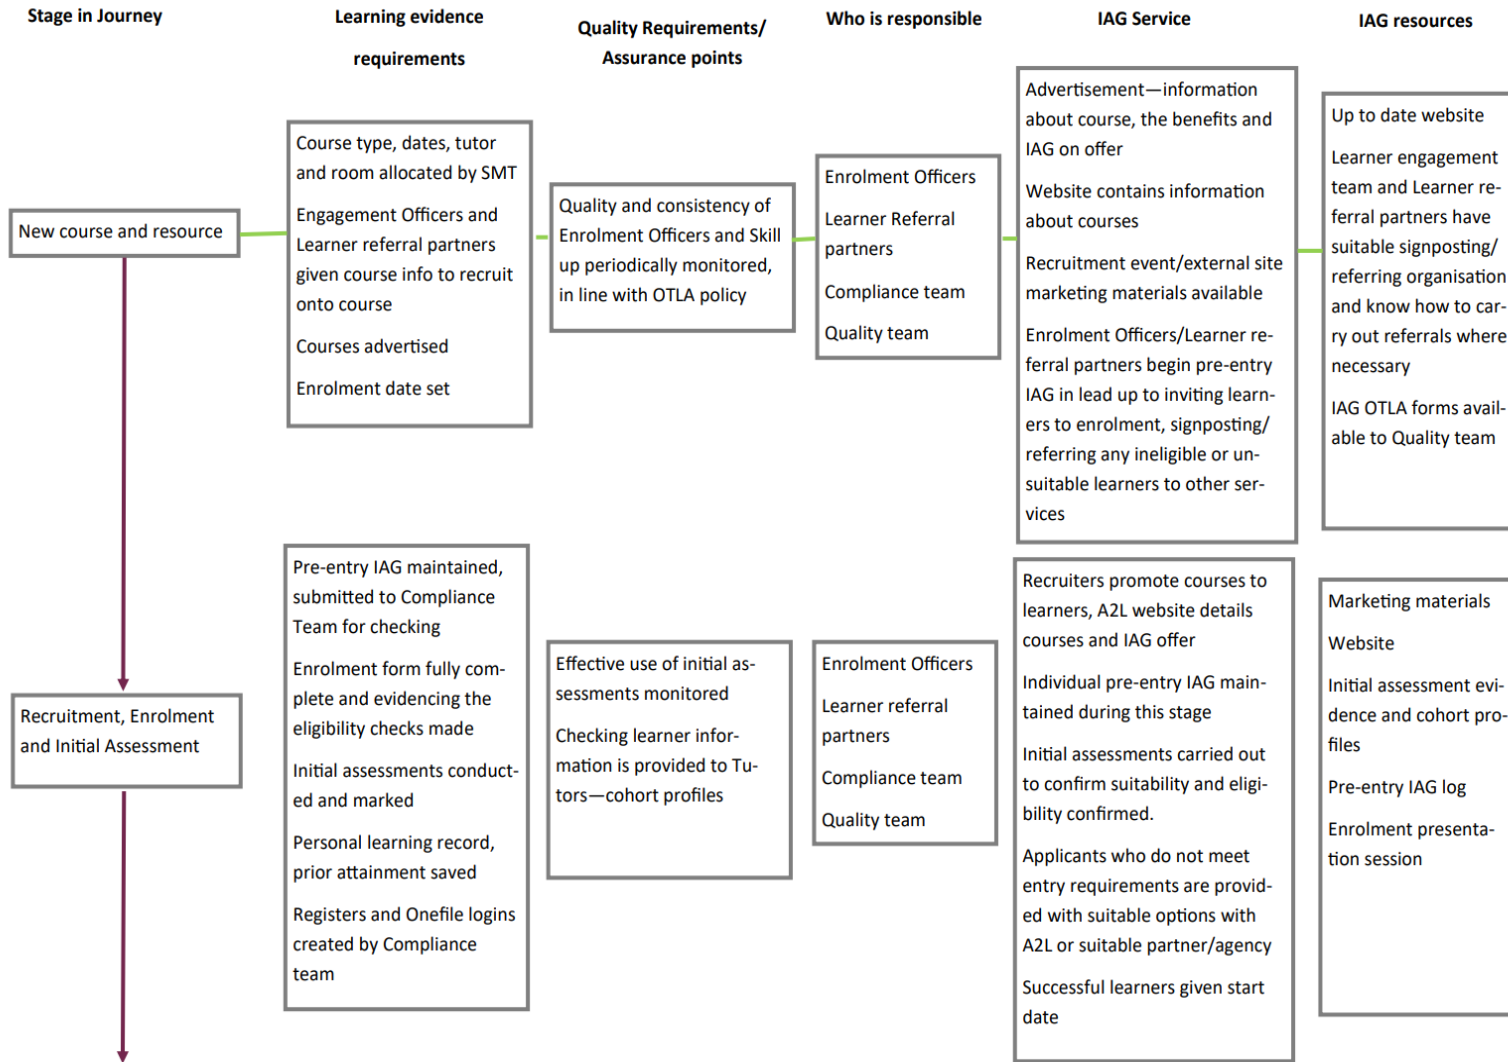 Stage in Journey
Learning evidence
requirements
Quality Requirements/
Assurance points
Who is responsible
IAG Service
IAG resources
New course and resource
Course type, dates, tutor
and room allocated by SMT
Engagement Officers and
Learner referral partners
given course info to recruit
onto course
Courses advertised
Enrolment date set
Quality and consistency of
Enrolment Officers and Skill
up periodically monitored,
in line with OTLA policy
Enrolment Officers
Learner Referral
partners
Compliance team
Quality team
Advertisement—information
about course, the benefits and
IAG on offer
Website contains information
about courses
Recruitment event/external site
marketing materials available
Enrolment Officers/Learner re-
ferral partners begin pre-entry
IAG in lead up to inviting learn-
ers to enrolment, signposting/
referring any ineligible or un-
suitable learners to other ser-
vices
Up to date website
Learner engagement
team and Learner re-
ferral partners have
suitable signposting/
referring organisation
and know how to car-
ry out referrals where
necessary
IAG OTLA forms avail-
able to Quality team
Recruitment, Enrolment
and Initial Assessment
Pre-entry IAG maintained,
submitted to Compliance
Team for checking
Enrolment form fully com-
plete and evidencing the
eligibility checks made
Initial assessments conduct-
ed and marked
Personal learning record,
prior attainment saved
Registers and Onefile logins
created by Compliance
team
Effective use of initial as-
sessments monitored
Checking learner infor-
mation is provided to Tu-
tors—cohort profiles
Enrolment Officers
Learner referral
partners
Compliance team
Quality team
Recruiters promote courses to
learners, A2L website details
courses and IAG offer
Individual pre-entry IAG main-
tained during this stage
Initial assessments carried out
to confirm suitability and eligi-
bility confirmed.
Applicants who do not meet
entry requirements are provid-
ed with suitable options with
A2L or suitable partner/agency
Successful learners given start
date
Marketing materials
Website
Initial assessment evi-
dence and cohort pro-
files
Pre-entry IAG log
Enrolment presenta-
tion session